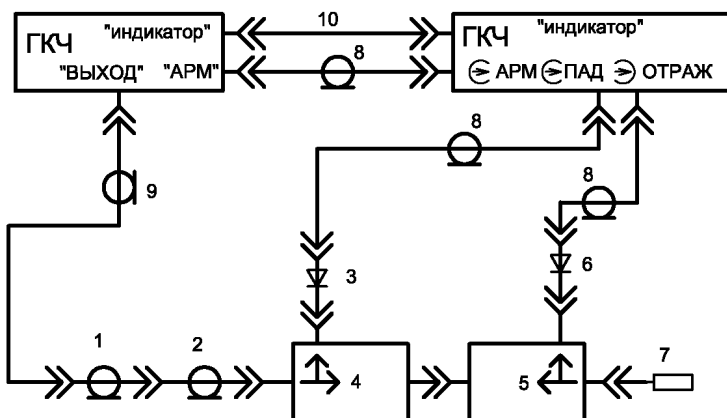 ГКЧ "индикатор" 10 ГКЧ "индикатор"
"ВЫХОД" "АРМ" 8 АРМ ПАД ОТРАЖ
8
9 8
3 6
1 2 4 5 7